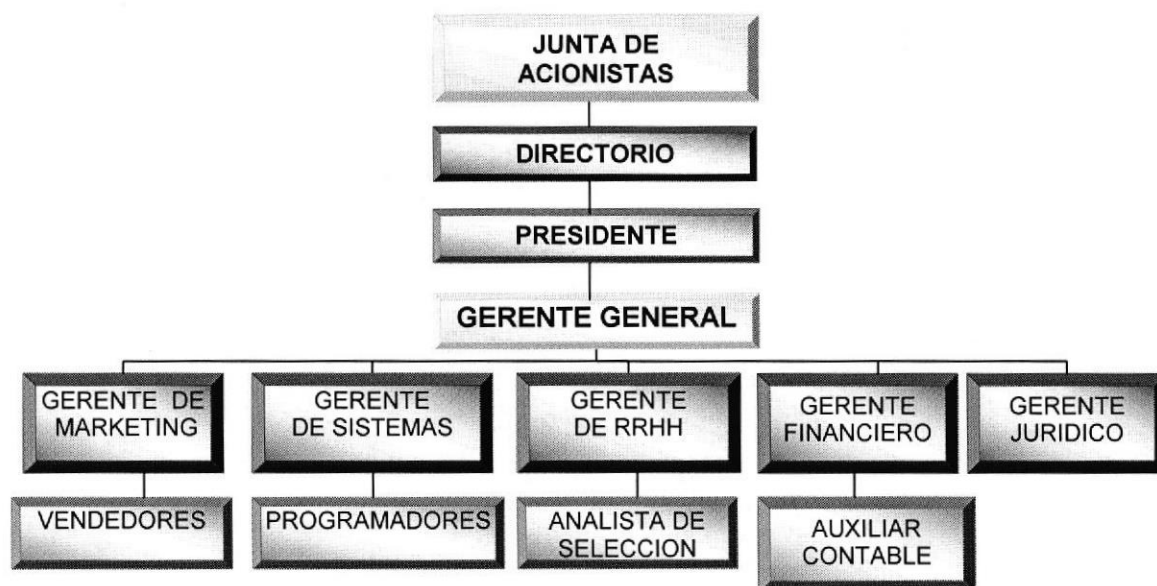 JUNTA DE
ACIONISTAS
DIRECTORIO
PRESIDENTE
GERENTE GENERAL
GERENTE DE
MARKETING
GERENTE
DE SISTEMAS
GERENTE
DE RRHH
GERENTE
FINANCIERO
GERENTE
JURIDICO
VENDEDORES
PROGRAMADORES
ANALISTA DE
SELECCION
AUXILIAR
CONTABLE